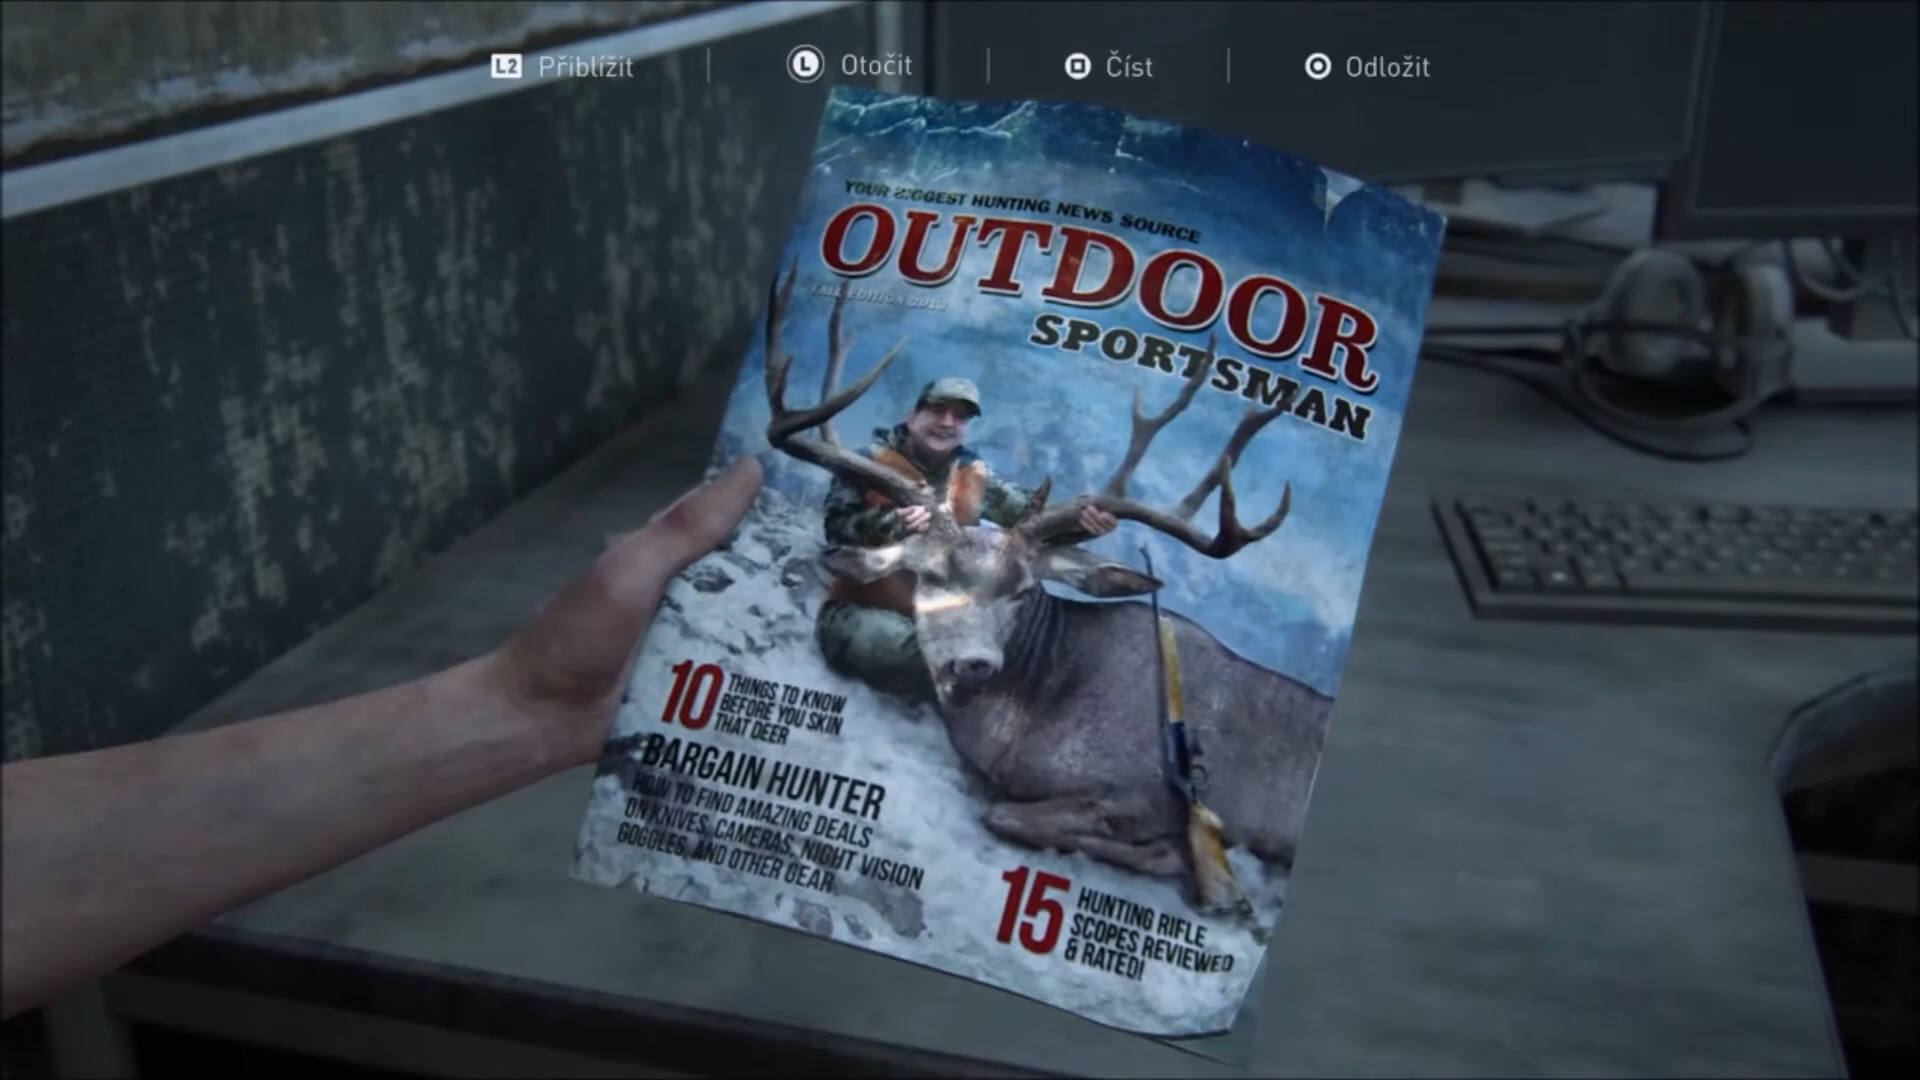 L2 Přiblížit
L Otočit
Číst
Odložit
YOUR BIGGEST HUNTING NEWS SOURCE
OUTDOOR
SPORTSMAN
FALL EDITION
10 THINGS TO KNOW
BEFORE YOU SKIN
THAT DEER
BARGAIN HUNTER
HOW TO FIND AMAZING DEALS
ON KNIVES, CAMERAS, NIGHT VISION
GOGGLES, AND OTHER GEAR
15 HUNTING RIFLE
SCOPES REVIEWED
& RATED!